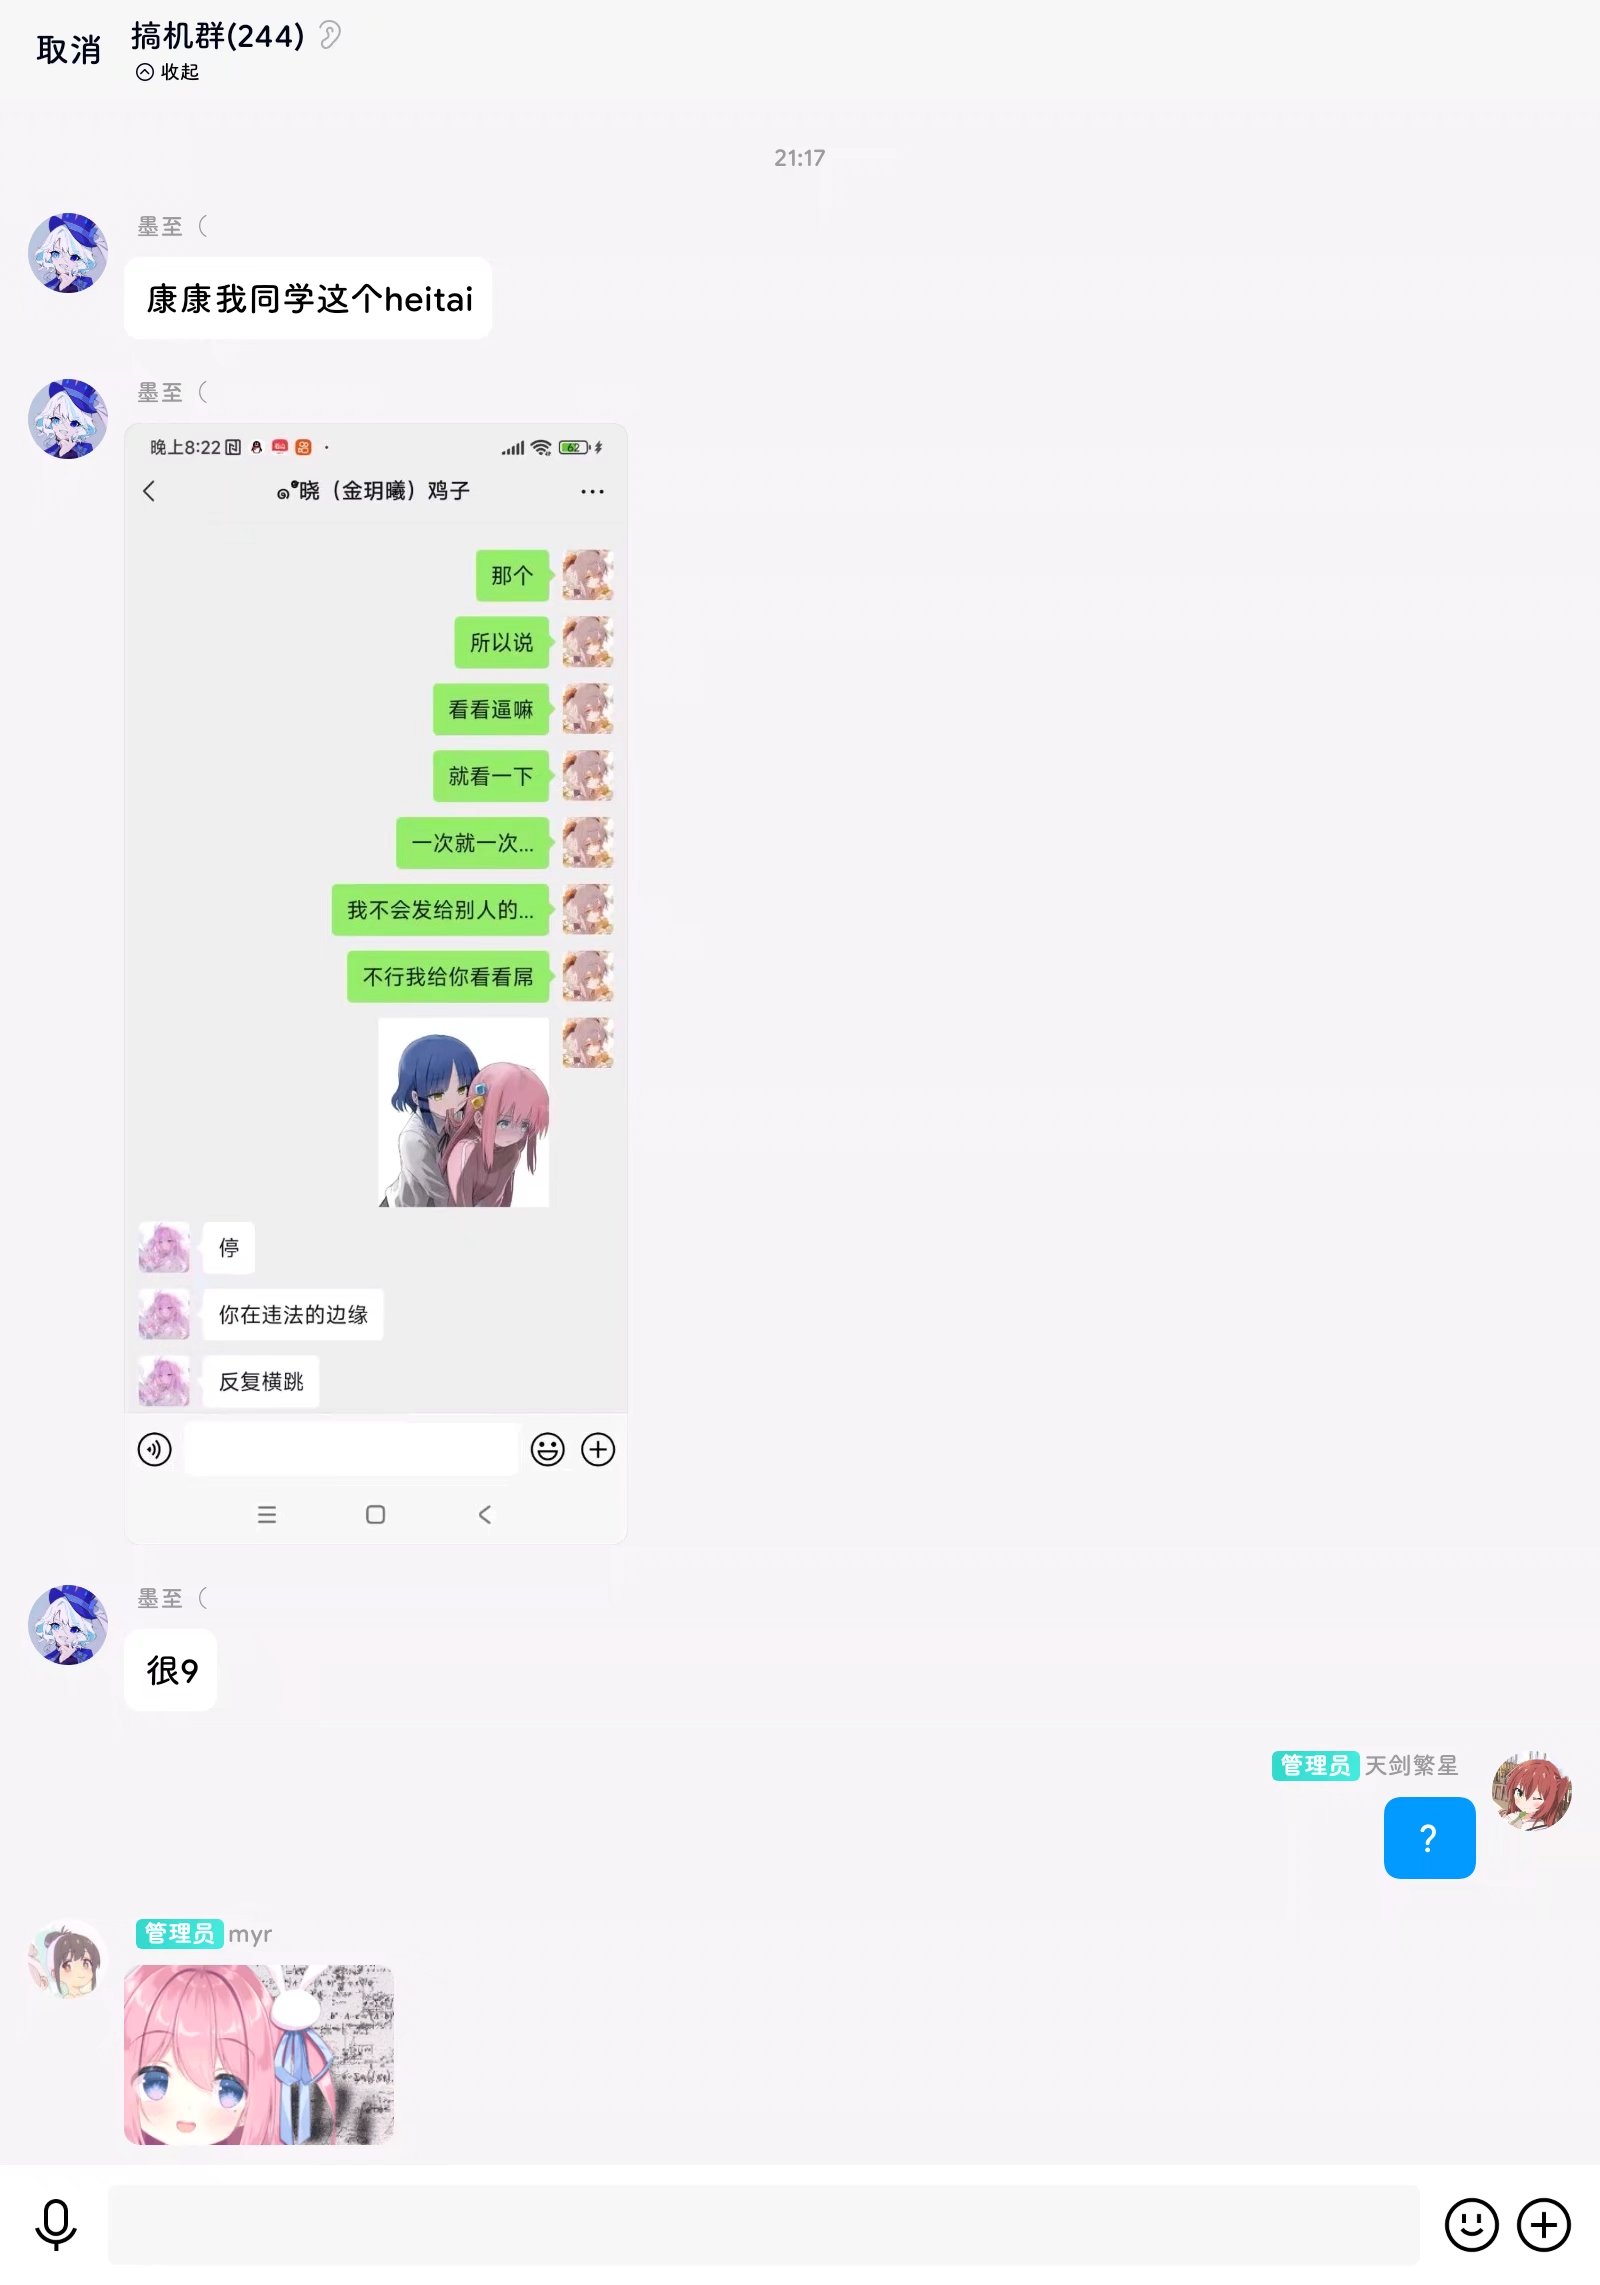 取消
搞机群(244)
收起
21:17
墨至（
康康我同学这个heitai
墨至（
晚上8:22
62
晓（金玥曦）鸡子
那个
所以说
看看逼嘛
就看一下
一次就一次...
我不会发给别人的...
不行我给你看看屌
停
你在违法的边缘
反复横跳
墨至（
很9
管理员 天剑繁星
?
管理员 myr